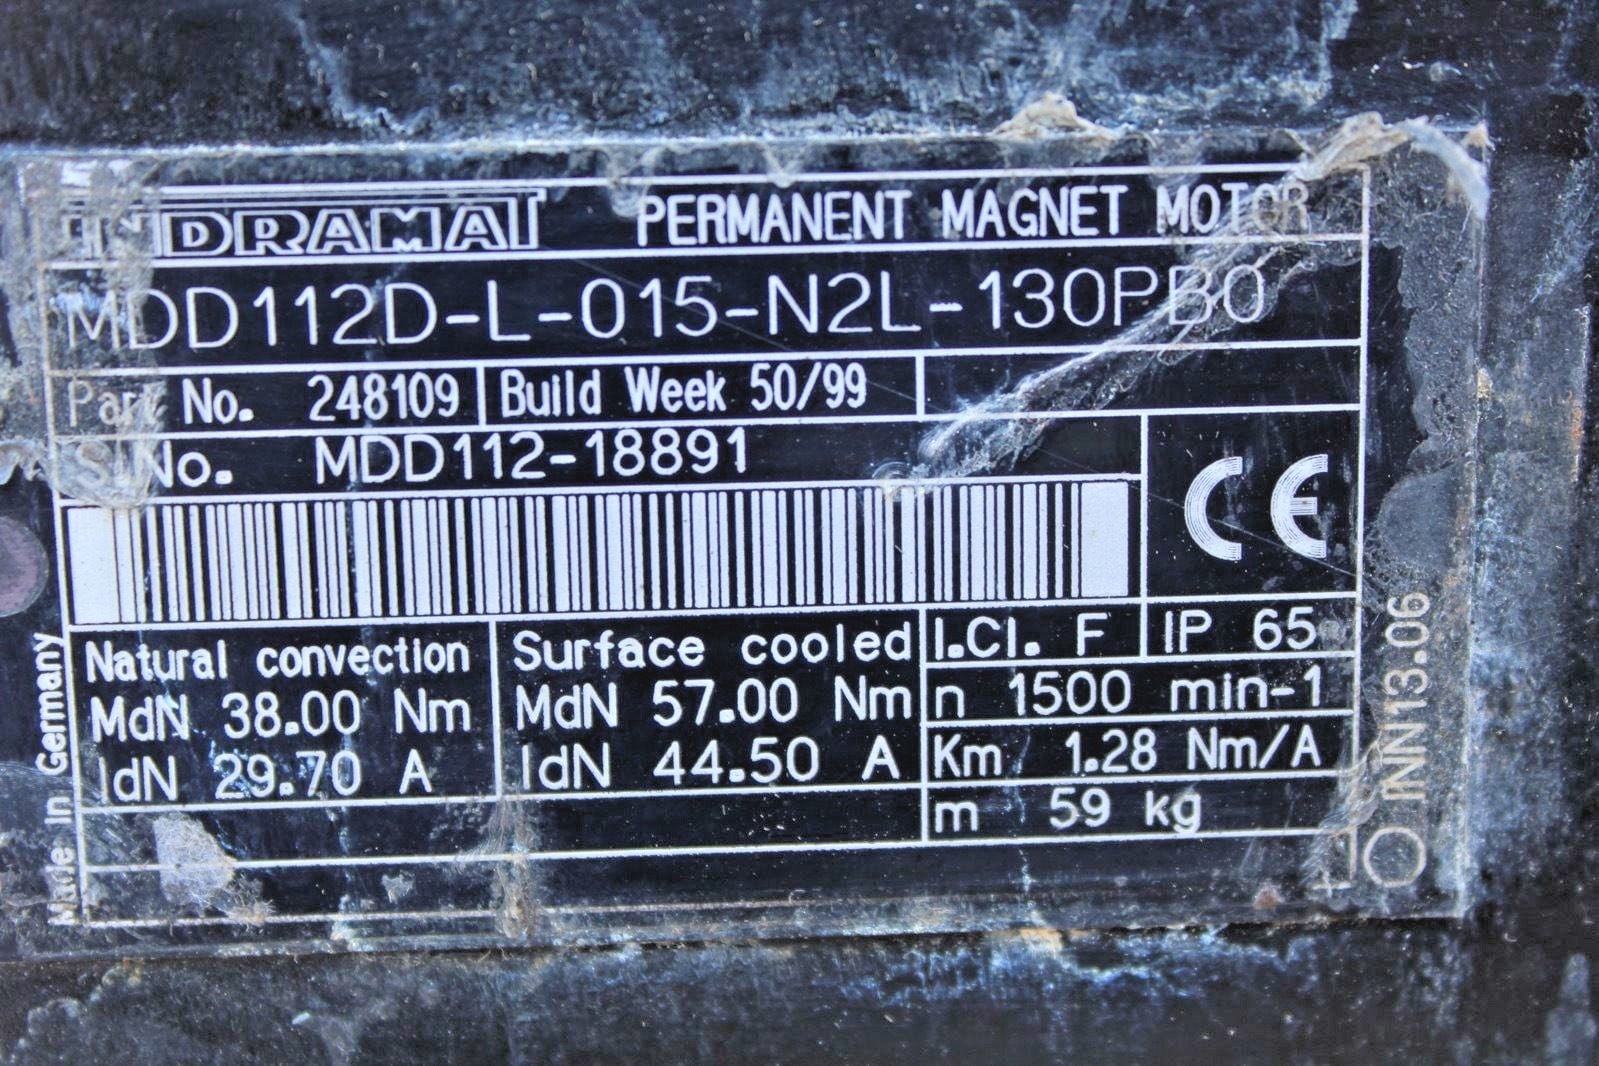 INDRAMAT PERMANENT MAGNET MOTOR
MDD112D-L-015-N2L-130PB0
Part No. 248109 Build Week 50/99
S.No. MDD112-18891
CE
Natural convection
MdN 38.00 Nm
IdN 29.70 A
Surface cooled
MdN 57.00 Nm
IdN 44.50 A
I.Cl. F IP 65
n 1500 min-1
Km 1.28 Nm/A
m 59 kg
Made in Germany
INN13.06